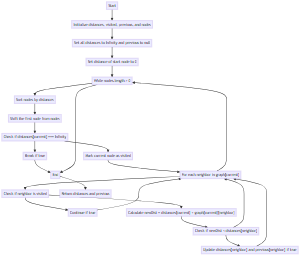 Start
Initialize distances, visited, previous, and nodes
Set all distances to Infinity and previous to null
Set distance of start node to 0
While nodes.length > 0
Sort nodes by distance
Shift the first node from nodes
Check if distances[current] === Infinity
Break if true
Mark current node as visited
End
For each neighbor in graph[current]
Check if neighbor is visited
Return distances and previous
Continue if true
Calculate newDist = distances[current] + graph[current][neighbor]
Check if newDist < distances[neighbor]
Update distances[neighbor] and previous[neighbor] if true